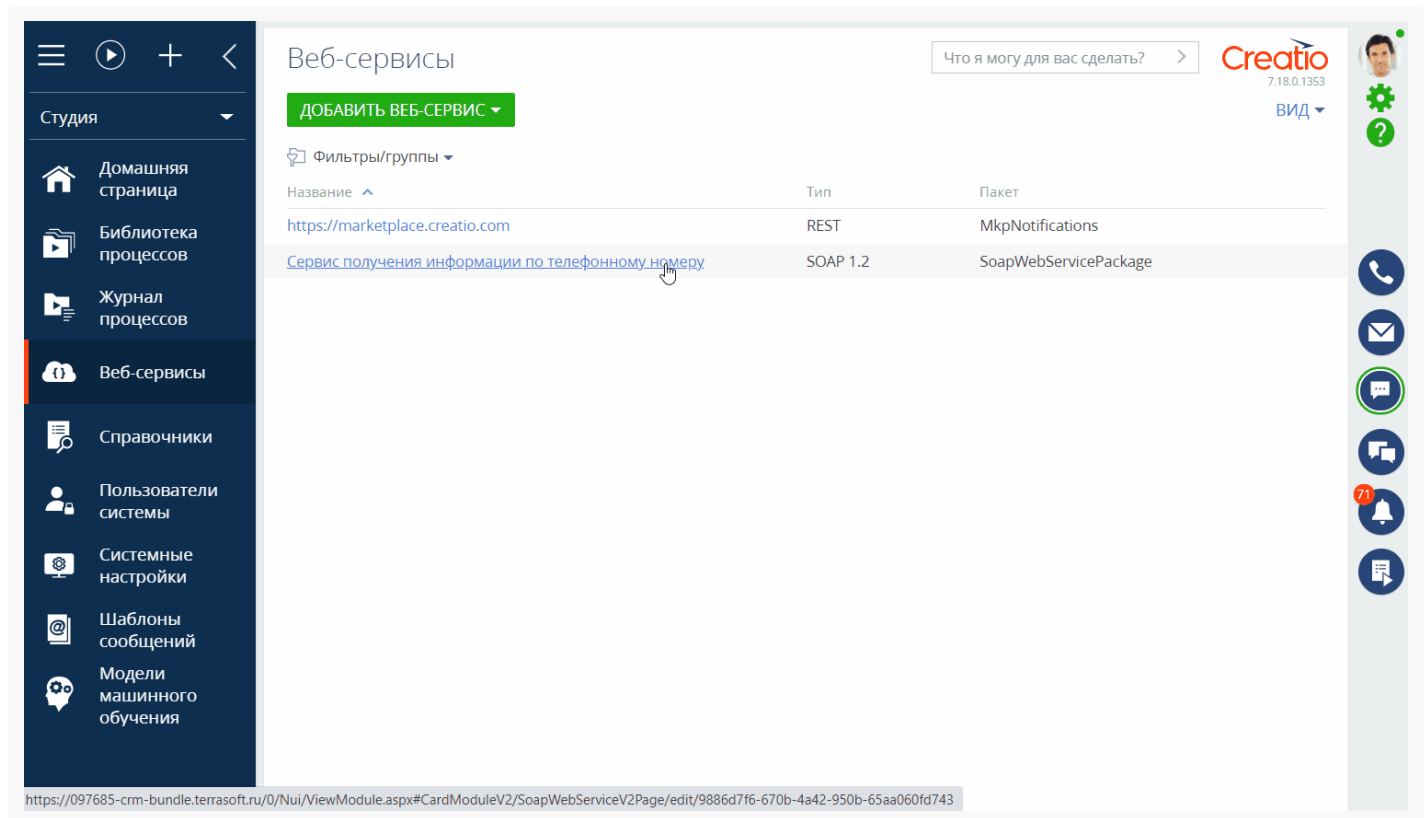 Веб-сервисы
Что я могу для вас сделать?
Creatio
7.18.0.1353
Студия
ДОБАВИТЬ ВЕБ-СЕРВИС
ВИД
Фильтры/группы
Название Тип Пакет
https://marketplace.creatio.com REST MkpNotifications
Сервис получения информации по телефонному номеру SOAP 1.2 SoapWebServicePackage
Домашняя
страница
Библиотека
процессов
Журнал
процессов
Веб-сервисы
Справочники
Пользователи
системы
Системные
настройки
Шаблоны
сообщений
Модели
машинного
обучения
71
https://097685-crm-bundle.terrasoft.ru/0/Nui/ViewModule.aspx#CardModuleV2/SoapWebServiceV2Page/edit/9886d7f6-670b-4a42-950b-65aa060fd743